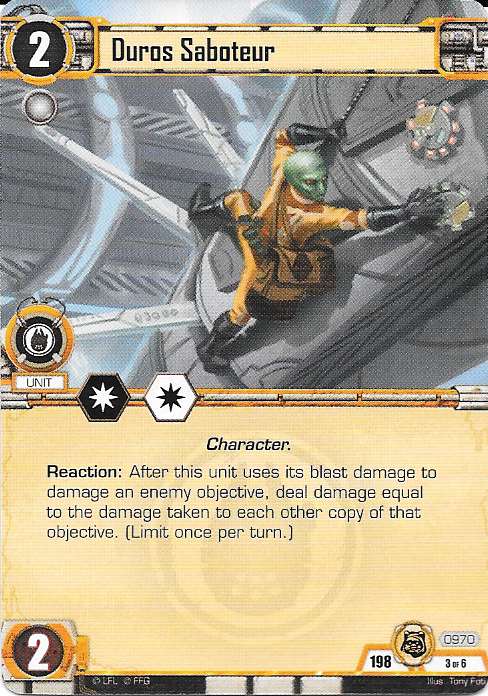 2
Duros Saboteur
UNIT
Character.
Reaction: After this unit uses its blast damage to
damage an enemy objective, deal damage equal
to the damage taken to each other copy of that
objective. (Limit once per turn.)
2
198
0970
3 OF 6
© LFL © FFG
Illus. Tony Foti